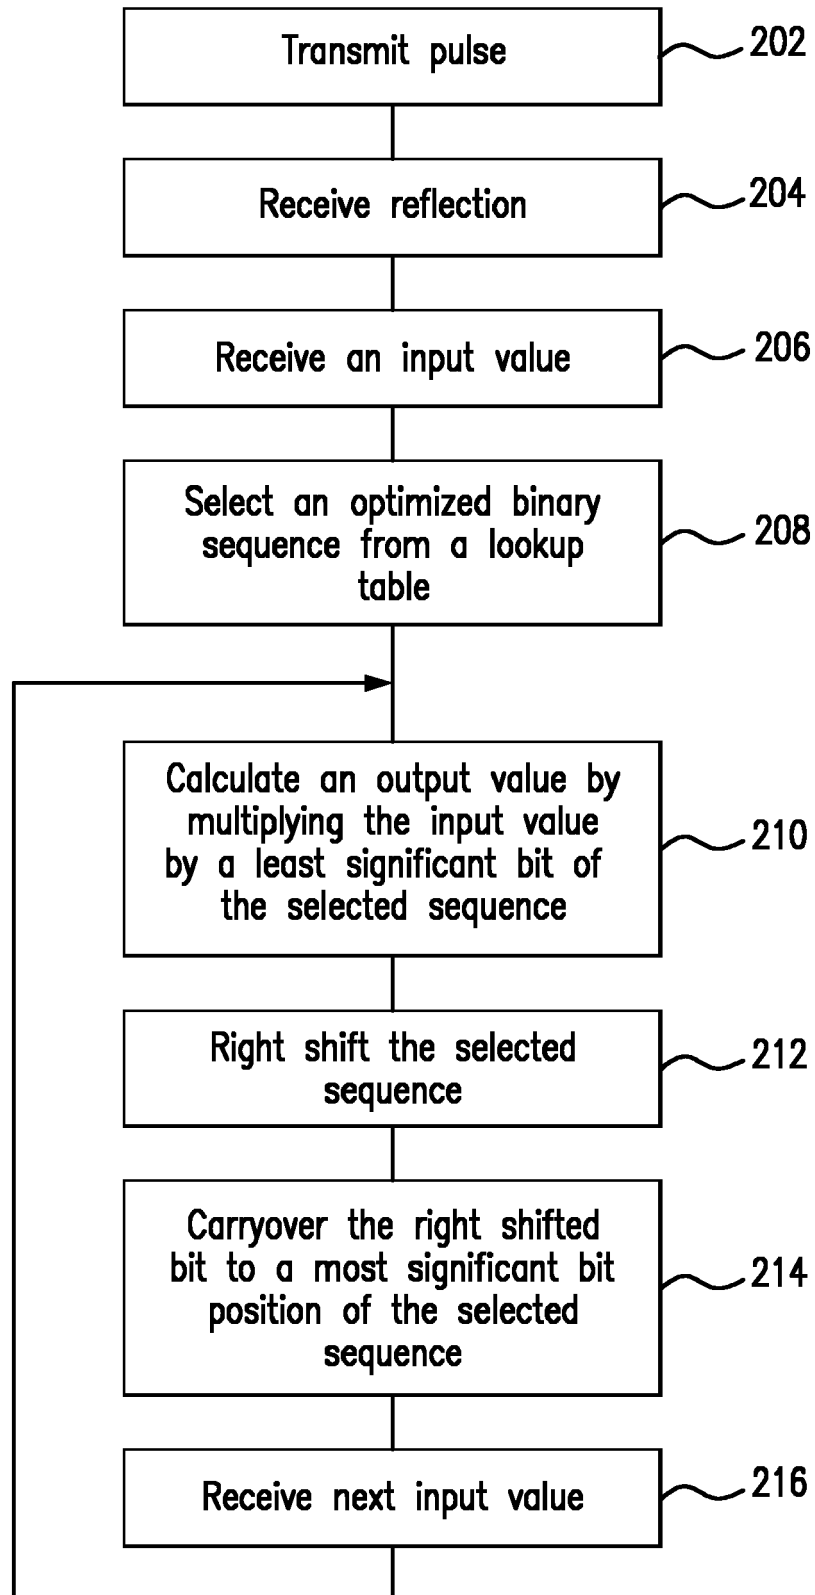 Transmit pulse
202
Receive reflection
204
Receive an input value
206
Select an optimized binary
sequence from a lookup
table
208
Calculate an output value by
multiplying the input value
by a least significant bit of
the selected sequence
210
Right shift the selected
sequence
212
Carryover the right shifted
bit to a most significant bit
position of the selected
sequence
214
Receive next input value
216